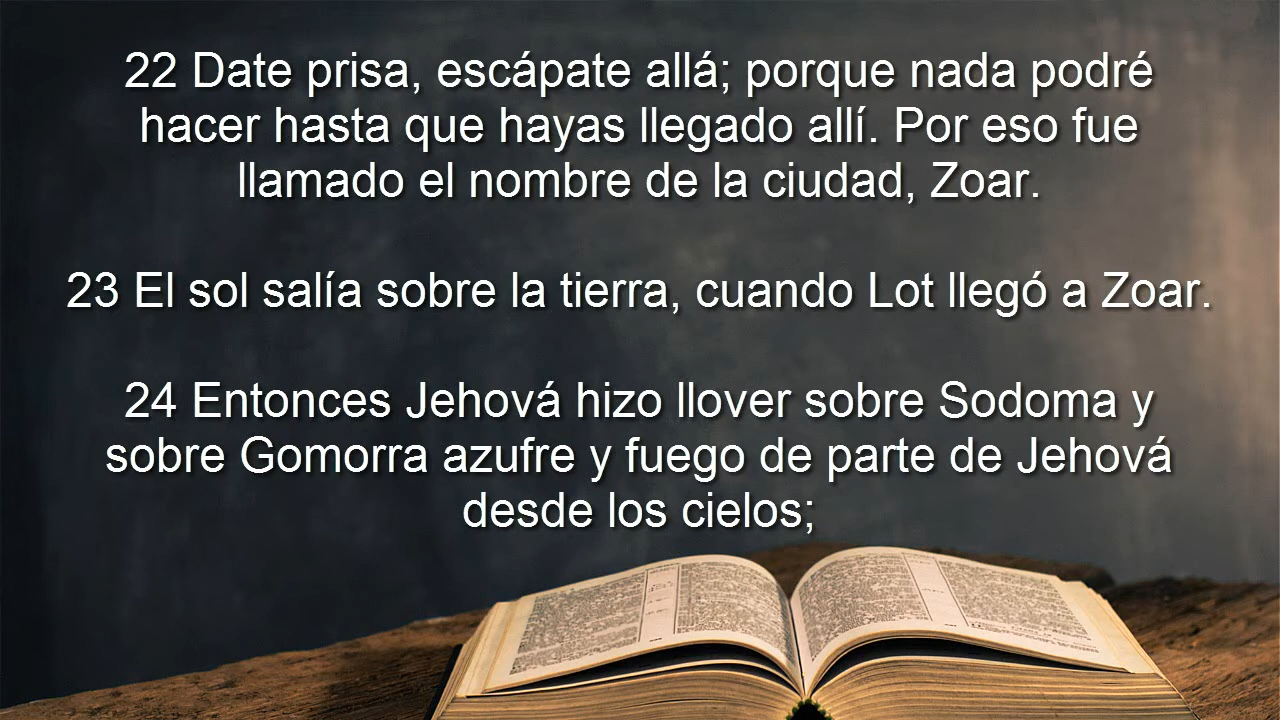 22 Date prisa, escápate allá; porque nada podré
hacer hasta que hayas llegado allí. Por eso fue
llamado el nombre de la ciudad, Zoar.
23 El sol salía sobre la tierra, cuando Lot llegó a Zoar.
24 Entonces Jehová hizo llover sobre Sodoma y
sobre Gomorra azufre y fuego de parte de Jehová
desde los cielos;